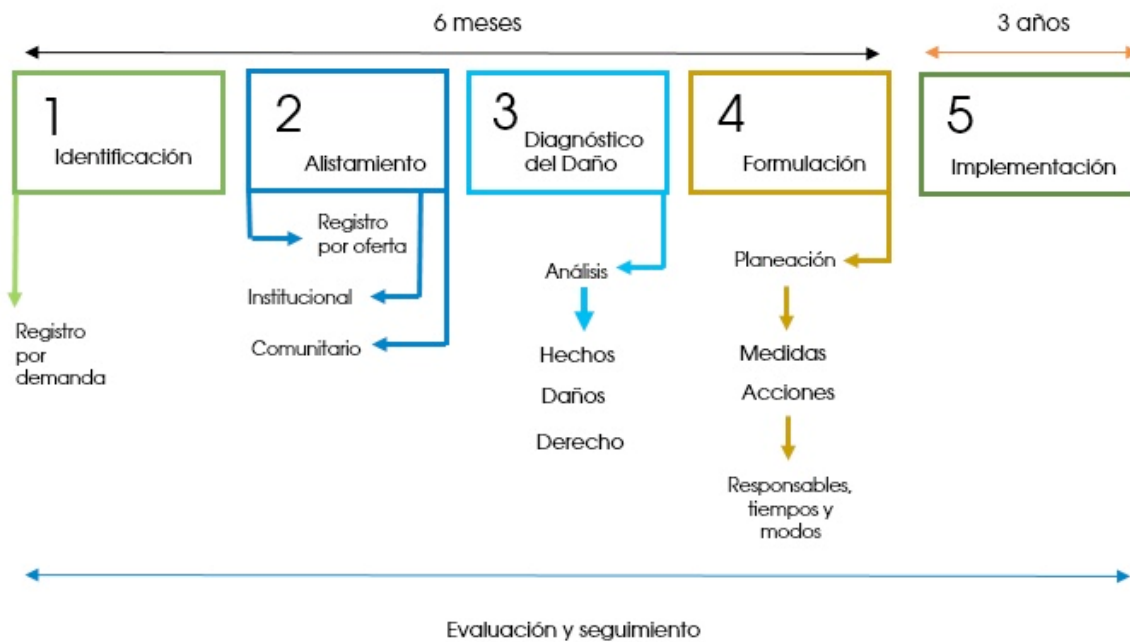 6 meses
3 años
1
Identificación
2
Alistamiento
3
Diagnóstico
del Daño
4
Formulación
5
Implementación
Registro
por
demanda
Registro
por oferta
Institucional
Comunitario
Análisis
Hechos
Daños
Derecho
Planeación
Medidas
Acciones
Responsables,
tiempos y
modos
Evaluación y seguimiento